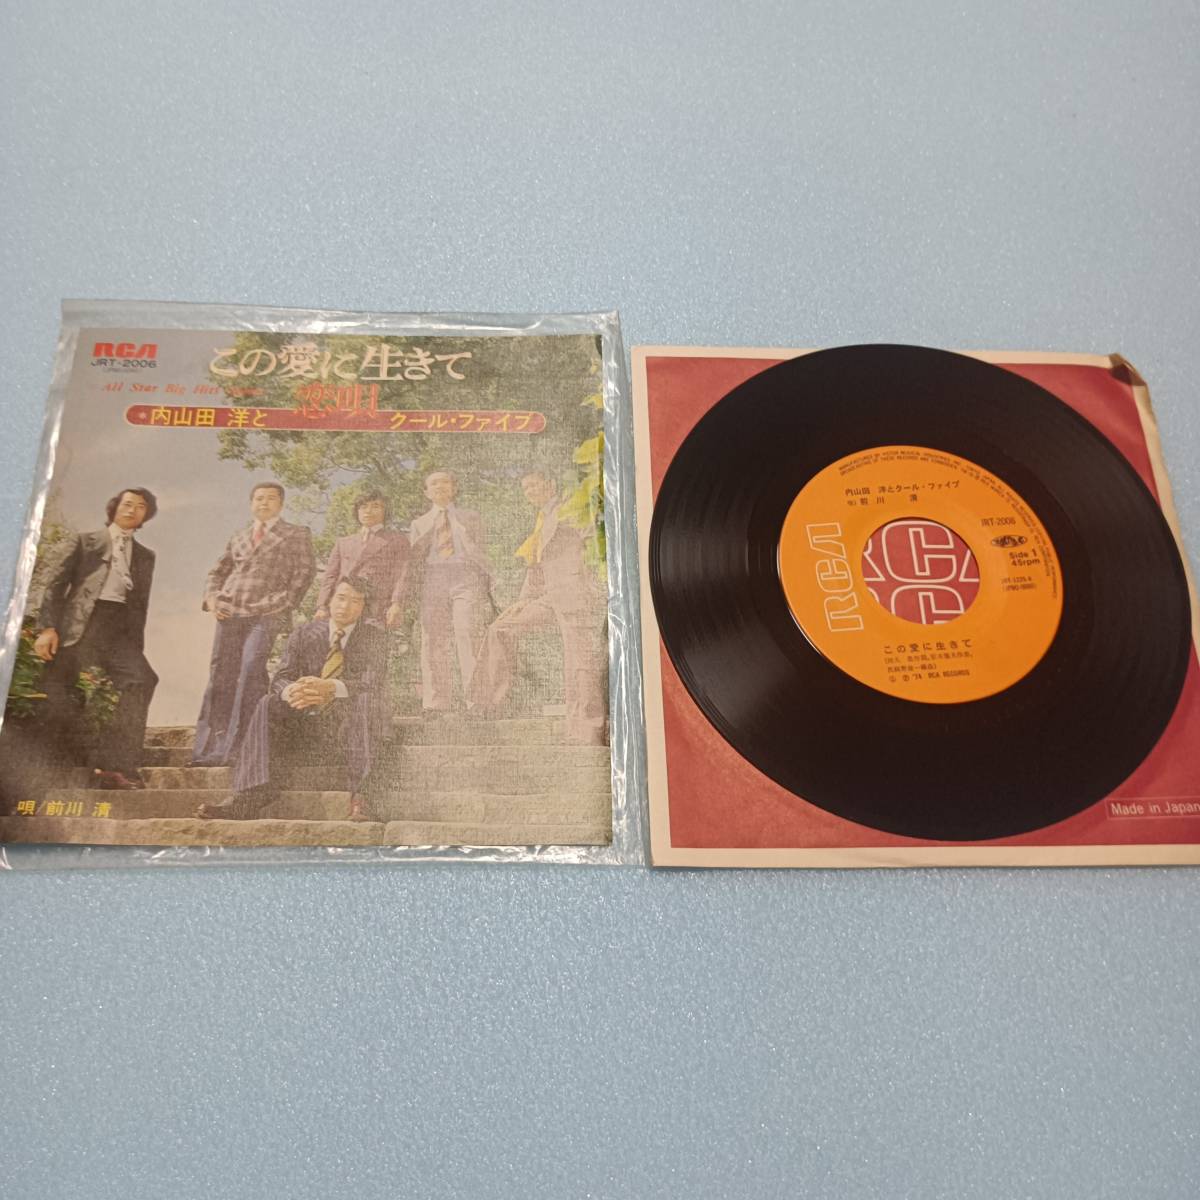 RCA
JRT-2006
この愛に生きて
All Star Big Hits
恋唄
*内山田 洋と クール・ファイブ
唄/前川 清
内山田 洋とクール・ファイブ
唄) 前川 清
JRT-2006
Side 1
45rpm
RCA
この愛に生きて
Ⓟ '74 RCA RECORDS
RCA
Made in Japan